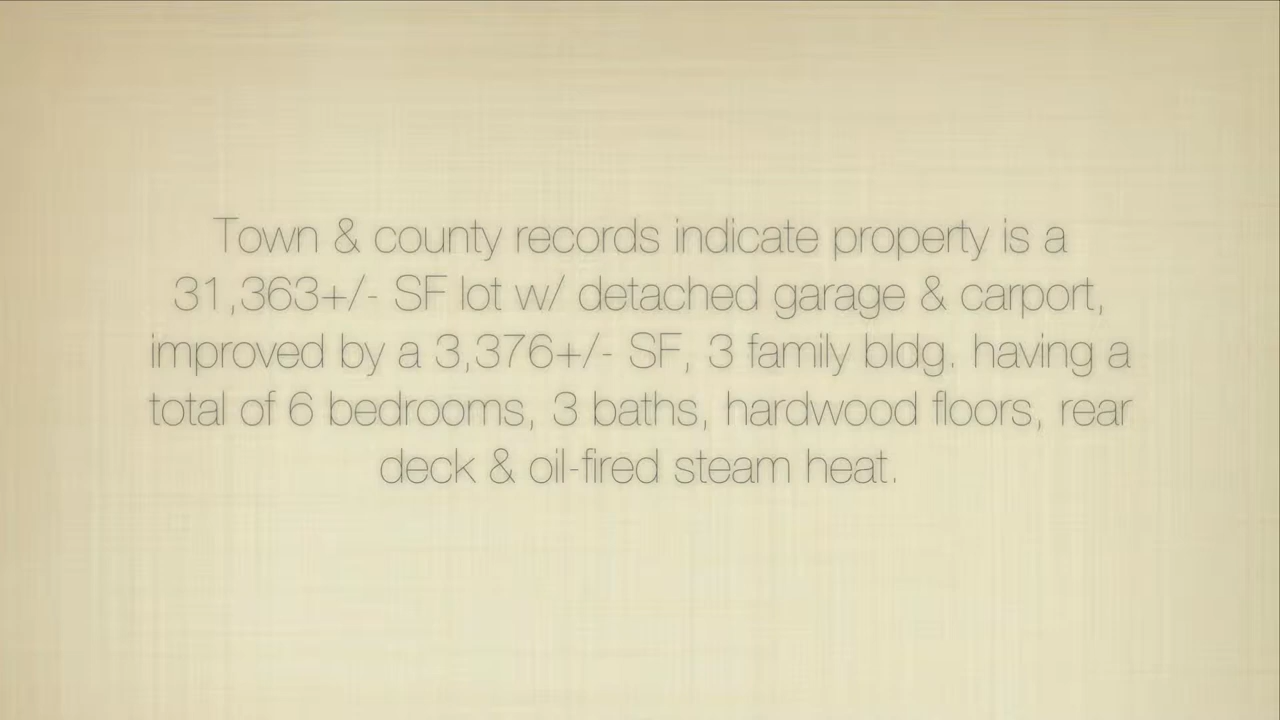 Town & county records indicate property is a
31,363+/- SF lot w/ detached garage & carport,
improved by a 3,376+/- SF, 3 family bldg. having a
total of 6 bedrooms, 3 baths, hardwood floors, rear
deck & oil-fired steam heat.